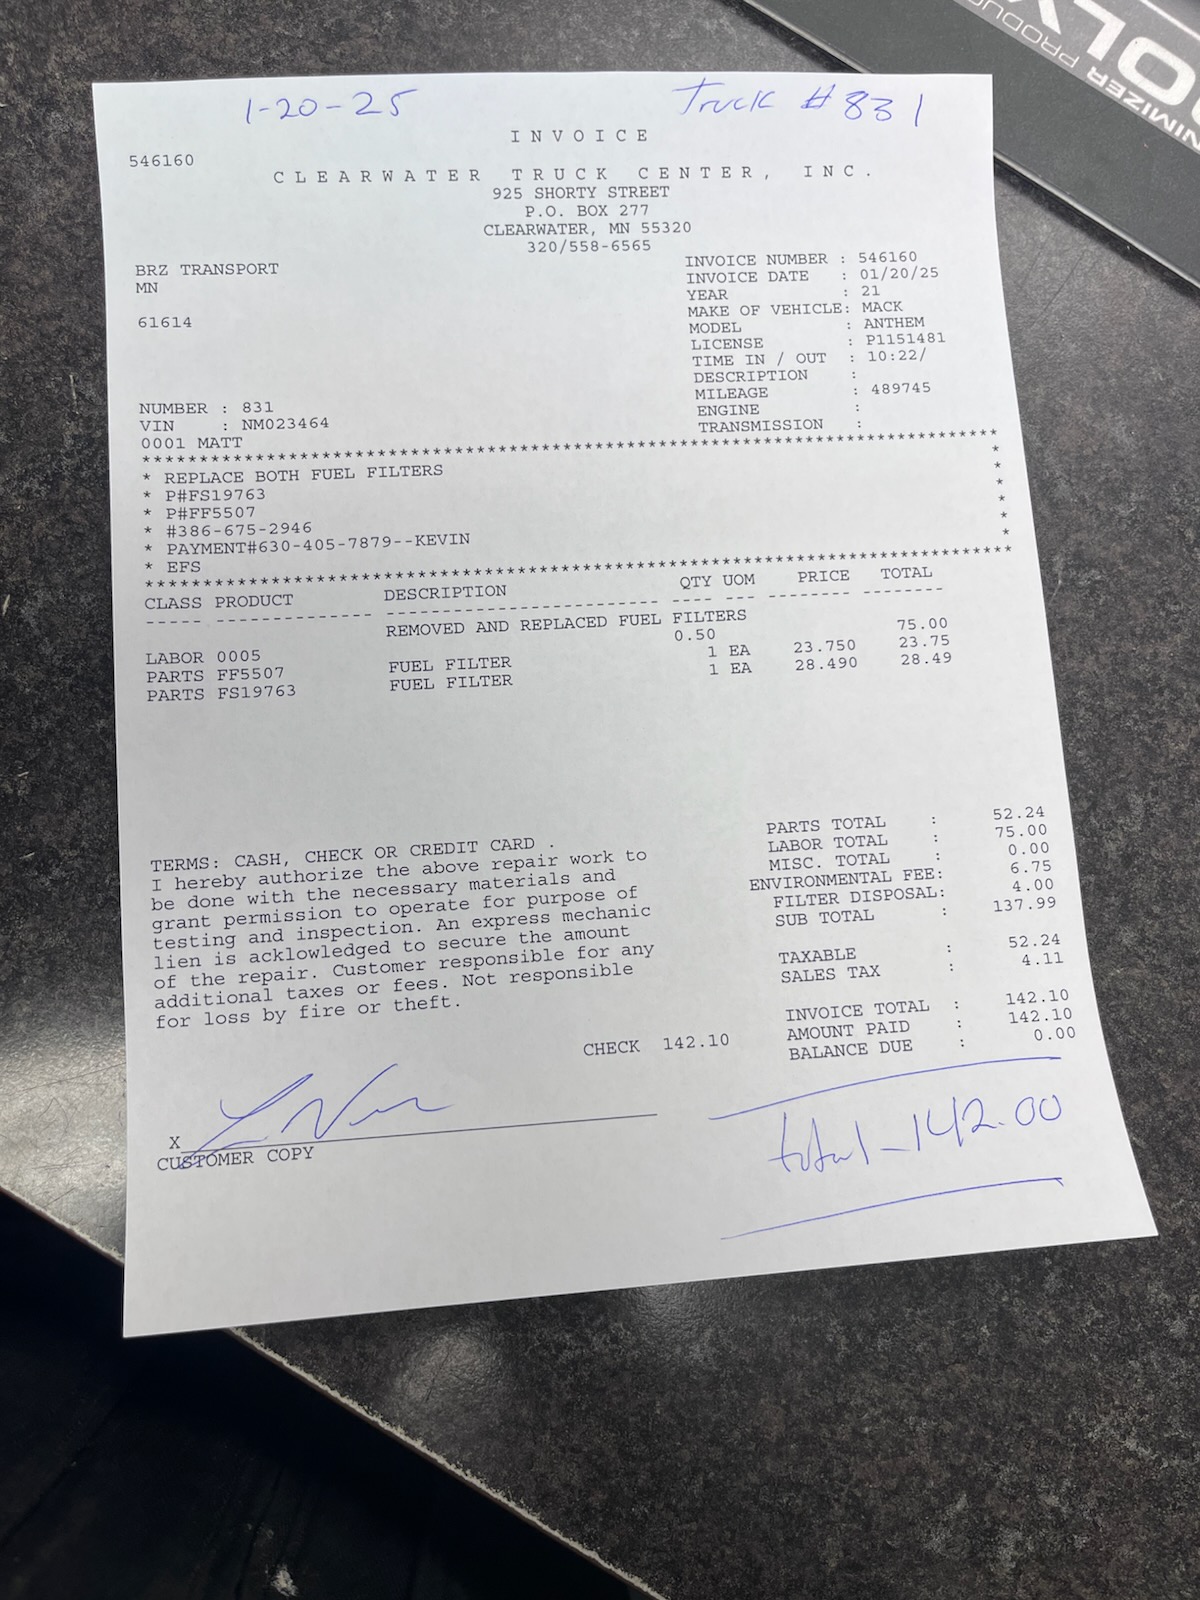 1-20-25 Truck #831
INVOICE
546160
CLEARWATER TRUCK CENTER, INC.
925 SHORTY STREET
P.O. BOX 277
CLEARWATER, MN 55320
320/558-6565
BRZ TRANSPORT
MN
61614
INVOICE NUMBER : 546160
INVOICE DATE : 01/20/25
YEAR : 21
MAKE OF VEHICLE: MACK
MODEL : ANTHEM
LICENSE : P1151481
TIME IN / OUT : 10:22/
DESCRIPTION :
MILEAGE : 489745
ENGINE :
TRANSMISSION :
NUMBER : 831
VIN : NM023464
0001 MATT
* REPLACE BOTH FUEL FILTERS *
* P#FS19763 *
* P#FF5507 *
* #386-675-2946 *
* PAYMENT#630-405-7879--KEVIN *
* EFS *
CLASS PRODUCT DESCRIPTION QTY UOM PRICE TOTAL
REMOVED AND REPLACED FUEL FILTERS
LABOR 0005 0.50 75.00
PARTS FF5507 FUEL FILTER 1 EA 23.750 23.75
PARTS FS19763 FUEL FILTER 1 EA 28.490 28.49
PARTS TOTAL : 52.24
LABOR TOTAL : 75.00
MISC. TOTAL : 0.00
ENVIRONMENTAL FEE: 6.75
FILTER DISPOSAL: 4.00
SUB TOTAL : 137.99
TAXABLE : 52.24
SALES TAX : 4.11
INVOICE TOTAL : 142.10
AMOUNT PAID : 142.10
BALANCE DUE : 0.00
TERMS: CASH, CHECK OR CREDIT CARD .
I hereby authorize the above repair work to
be done with the necessary materials and
grant permission to operate for purpose of
testing and inspection. An express mechanic
lien is acklowledged to secure the amount
of the repair. Customer responsible for any
additional taxes or fees. Not responsible
for loss by fire or theft.
CHECK 142.10
X
CUSTOMER COPY
total-142.00